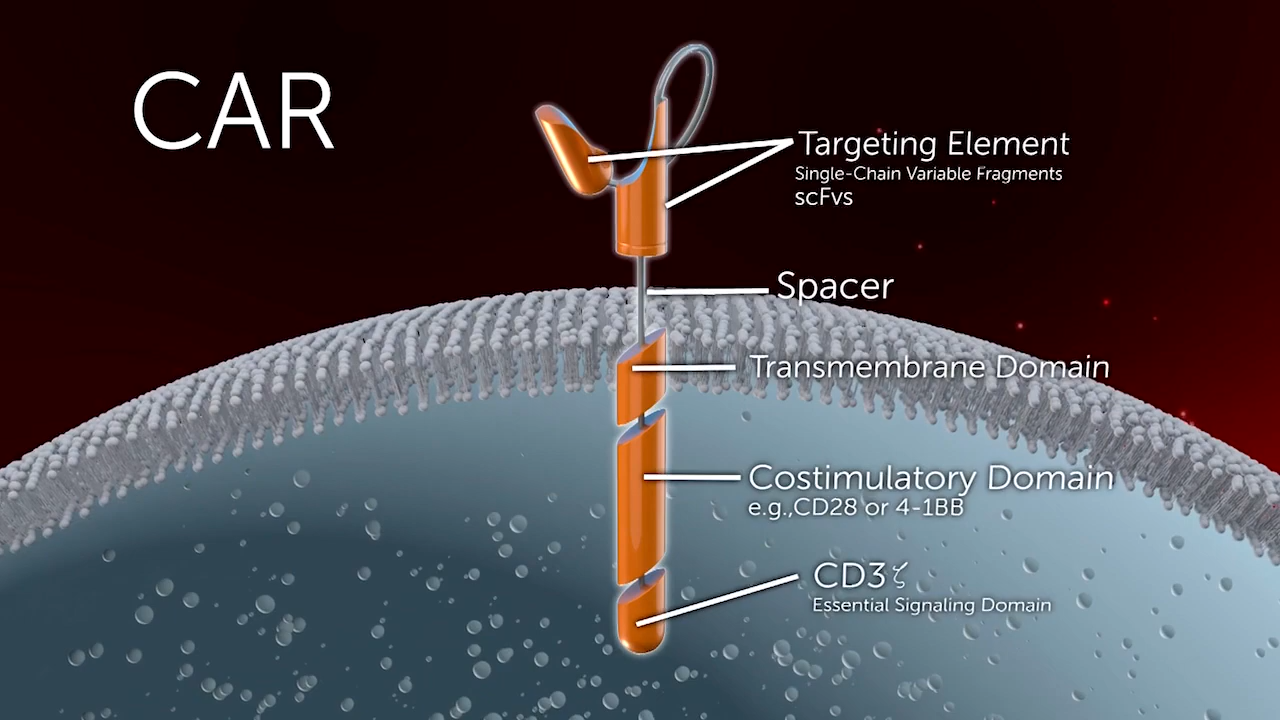 CAR
Targeting Element
Single-Chain Variable Fragments
scFvs
Spacer
Transmembrane Domain
Costimulatory Domain
e.g.,CD28 or 4-1BB
CD3ζ
Essential Signaling Domain